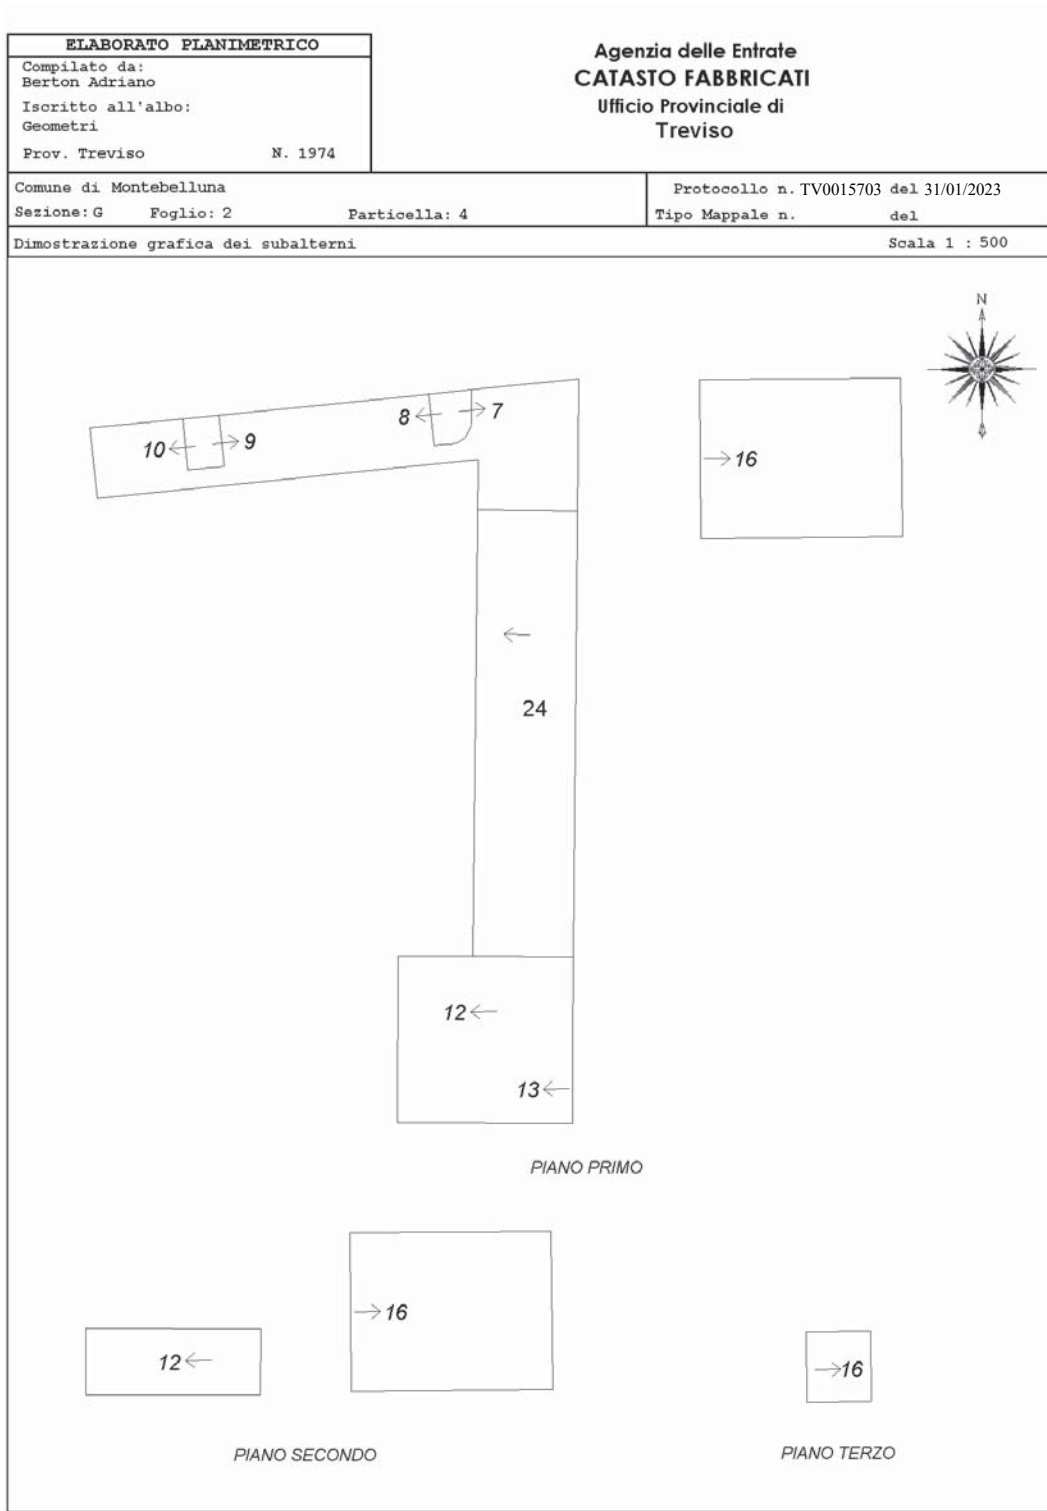 ELABORATO PLANIMETRICO
Compilato da:
Berton Adriano
Iscritto all'albo:
Geometri
Prov. Treviso N. 1974
Agenzia delle Entrate
CATASTO FABBRICATI
Ufficio Provinciale di
Treviso
Comune di Montebelluna
Sezione: G Foglio: 2 Particella: 4
Protocollo n. TV0015703 del 31/01/2023
Tipo Mappale n. del
Dimostrazione grafica dei subalterni Scala 1 : 500
N
10 9 8 7
16
24
12
13
PIANO PRIMO
16
12
16
PIANO SECONDO
PIANO TERZO